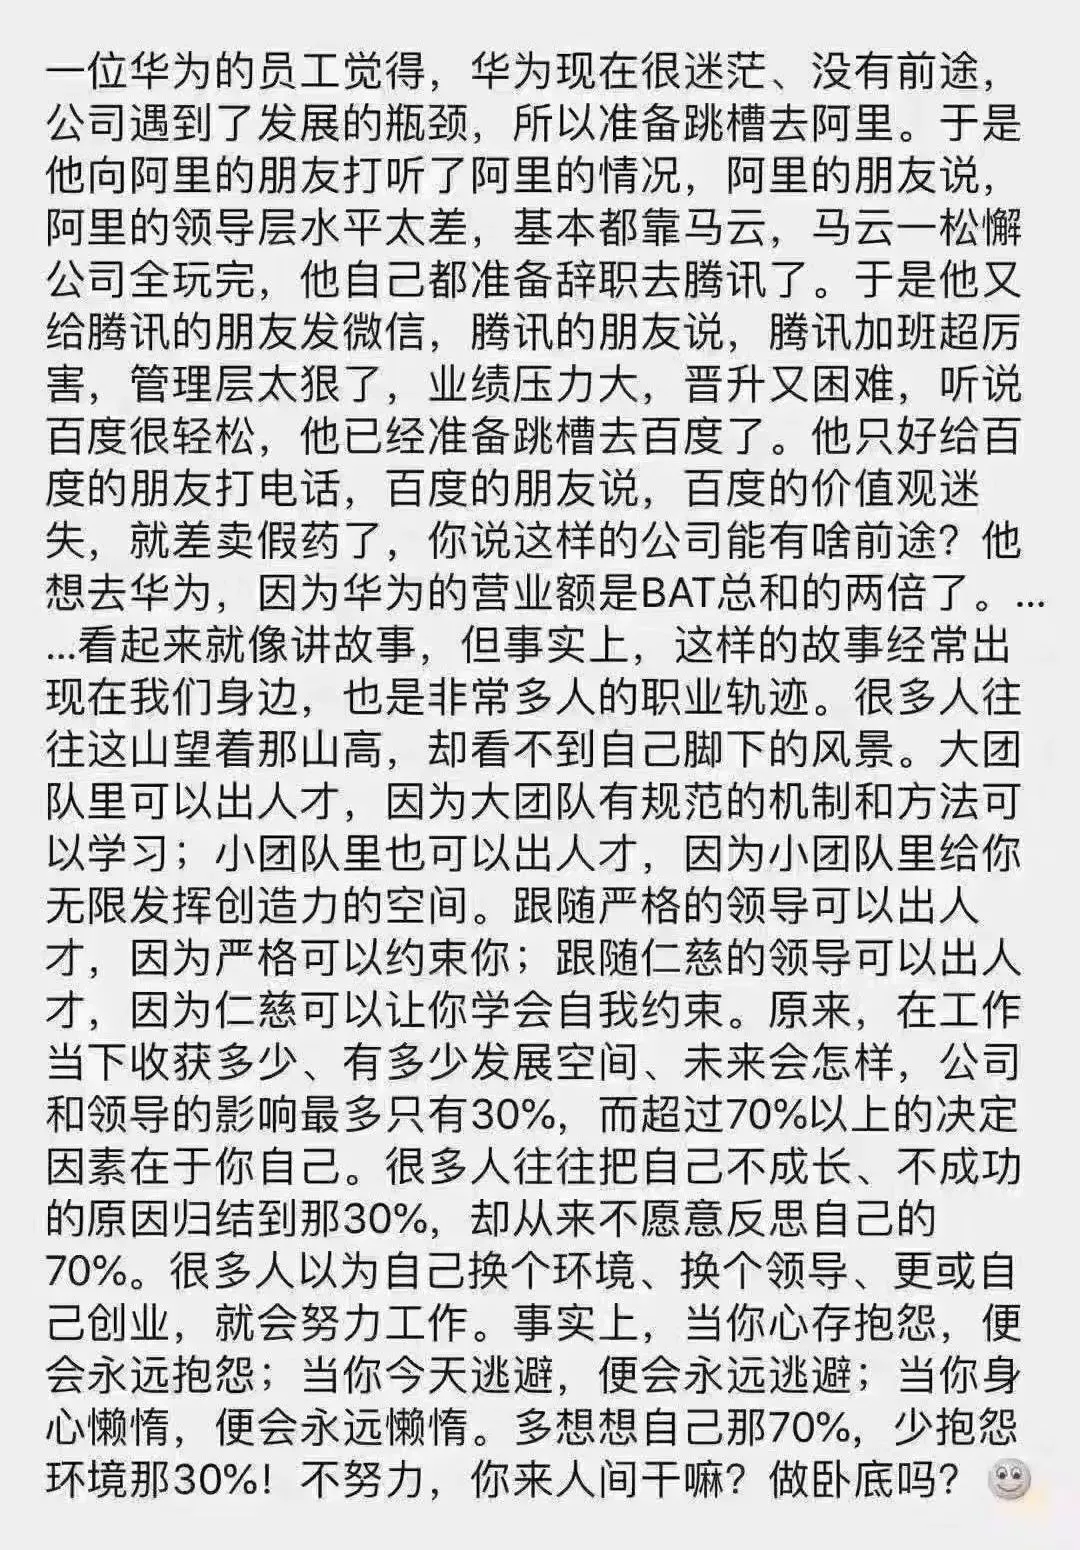 一位华为的员工觉得，华为现在很迷茫、没有前途，
公司遇到了发展的瓶颈，所以准备跳槽去阿里。于是
他向阿里的朋友打听了阿里的情况，阿里的朋友说，
阿里的领导层水平太差，基本都靠马云，马云一松懈
公司全玩完，他自己都准备辞职去腾讯了。于是他又
给腾讯的朋友发微信，腾讯的朋友说，腾讯加班超厉
害，管理层太狠了，业绩压力大，晋升又困难，听说
百度很轻松，他已经准备跳槽去百度了。他只好给百
度的朋友打电话，百度的朋友说，百度的价值观迷
失，就差卖假药了，你说这样的公司能有啥前途？他
想去华为，因为华为的营业额是BAT总和的两倍了。...
...看起来就像讲故事，但事实上，这样的故事经常出
现在我们身边，也是非常多人的职业轨迹。很多人往
往这山望着那山高，却看不到自己脚下的风景。大团
队里可以出人才，因为大团队有规范的机制和方法可
以学习；小团队里也可以出人才，因为小团队里给你
无限发挥创造力的空间。跟随严格的领导可以出人
才，因为严格可以约束你；跟随仁慈的领导可以出人
才，因为仁慈可以让你学会自我约束。原来，在工作
当下收获多少、有多少发展空间、未来会怎样，公司
和领导的影响最多只有30%，而超过70%以上的决定
因素在于你自己。很多人往往把自己不成长、不成功
的原因归结到那30%，却从来不愿意反思自己的
70%。很多人以为自己换个环境、换个领导、更或自
己创业，就会努力工作。事实上，当你心存抱怨，便
会永远抱怨；当你今天逃避，便会永远逃避；当你身
心懒惰，便会永远懒惰。多想想自己那70%，少抱怨
环境那30%！不努力，你来人间干嘛？做卧底吗？